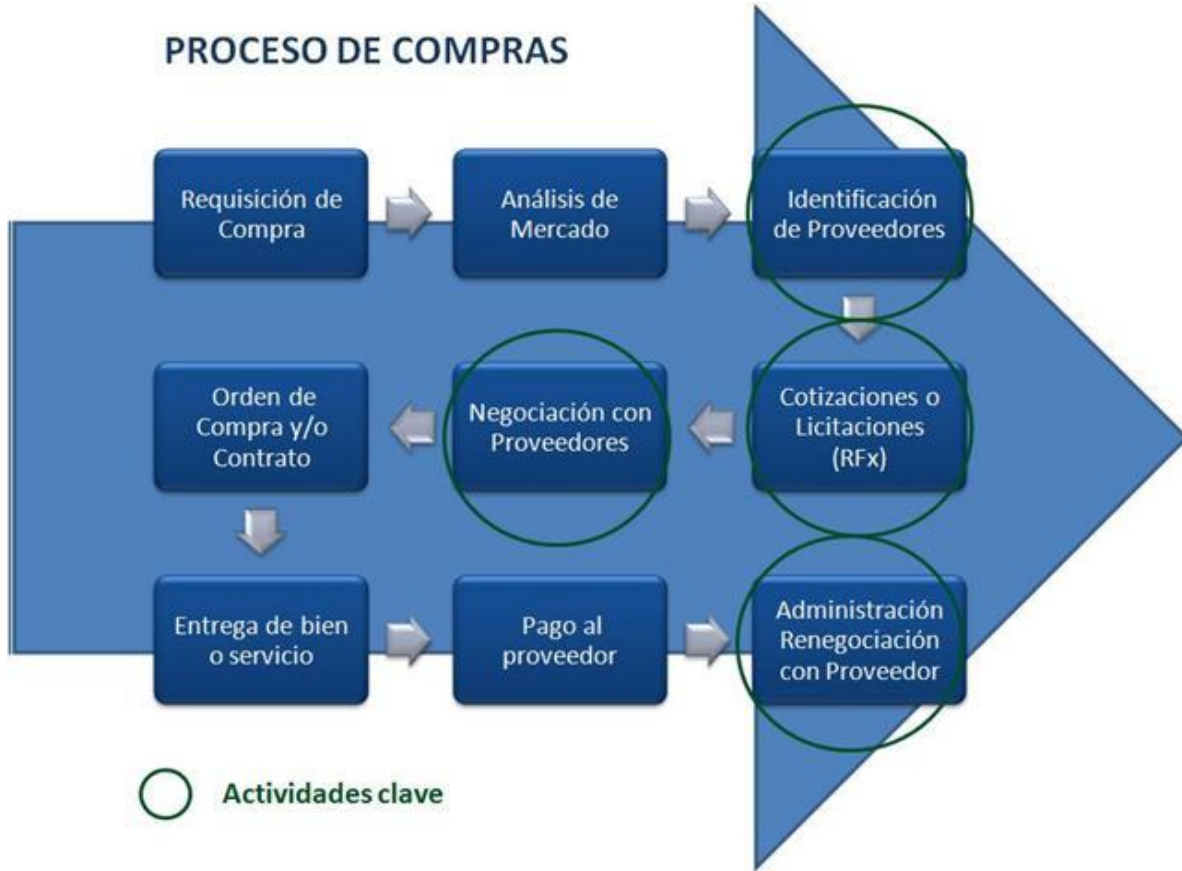 PROCESO DE COMPRAS
Requisición de
Compra
Análisis de
Mercado
Identificación
de Proveedores
Cotizaciones o
Licitaciones
(RFx)
Negociación con
Proveedores
Orden de
Compra y/o
Contrato
Entrega de bien
o servicio
Pago al
proveedor
Administración
Renegociación
con Proveedor
Actividades clave